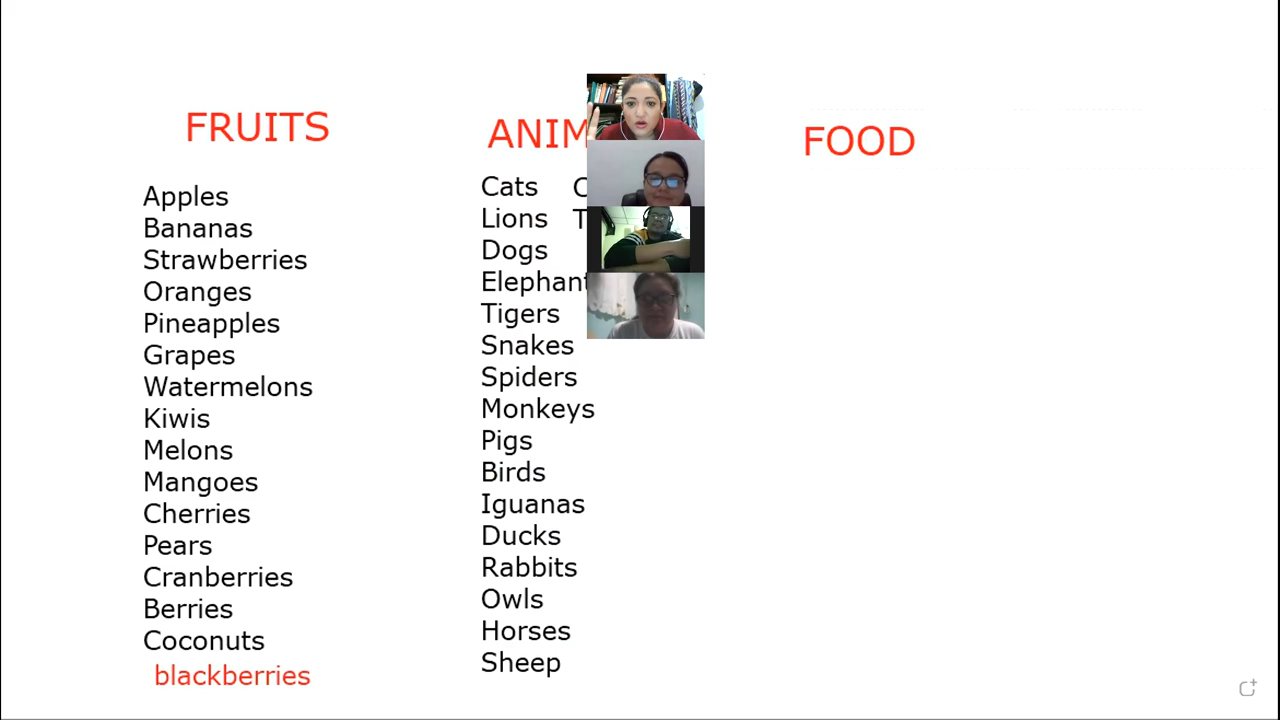 FRUITS
Apples
Bananas
Strawberries
Oranges
Pineapples
Grapes
Watermelons
Kiwis
Melons
Mangoes
Cherries
Pears
Cranberries
Berries
Coconuts
blackberries
ANIM
Cats C
Lions T
Dogs
Elephant
Tigers
Snakes
Spiders
Monkeys
Pigs
Birds
Iguanas
Ducks
Rabbits
Owls
Horses
Sheep
FOOD